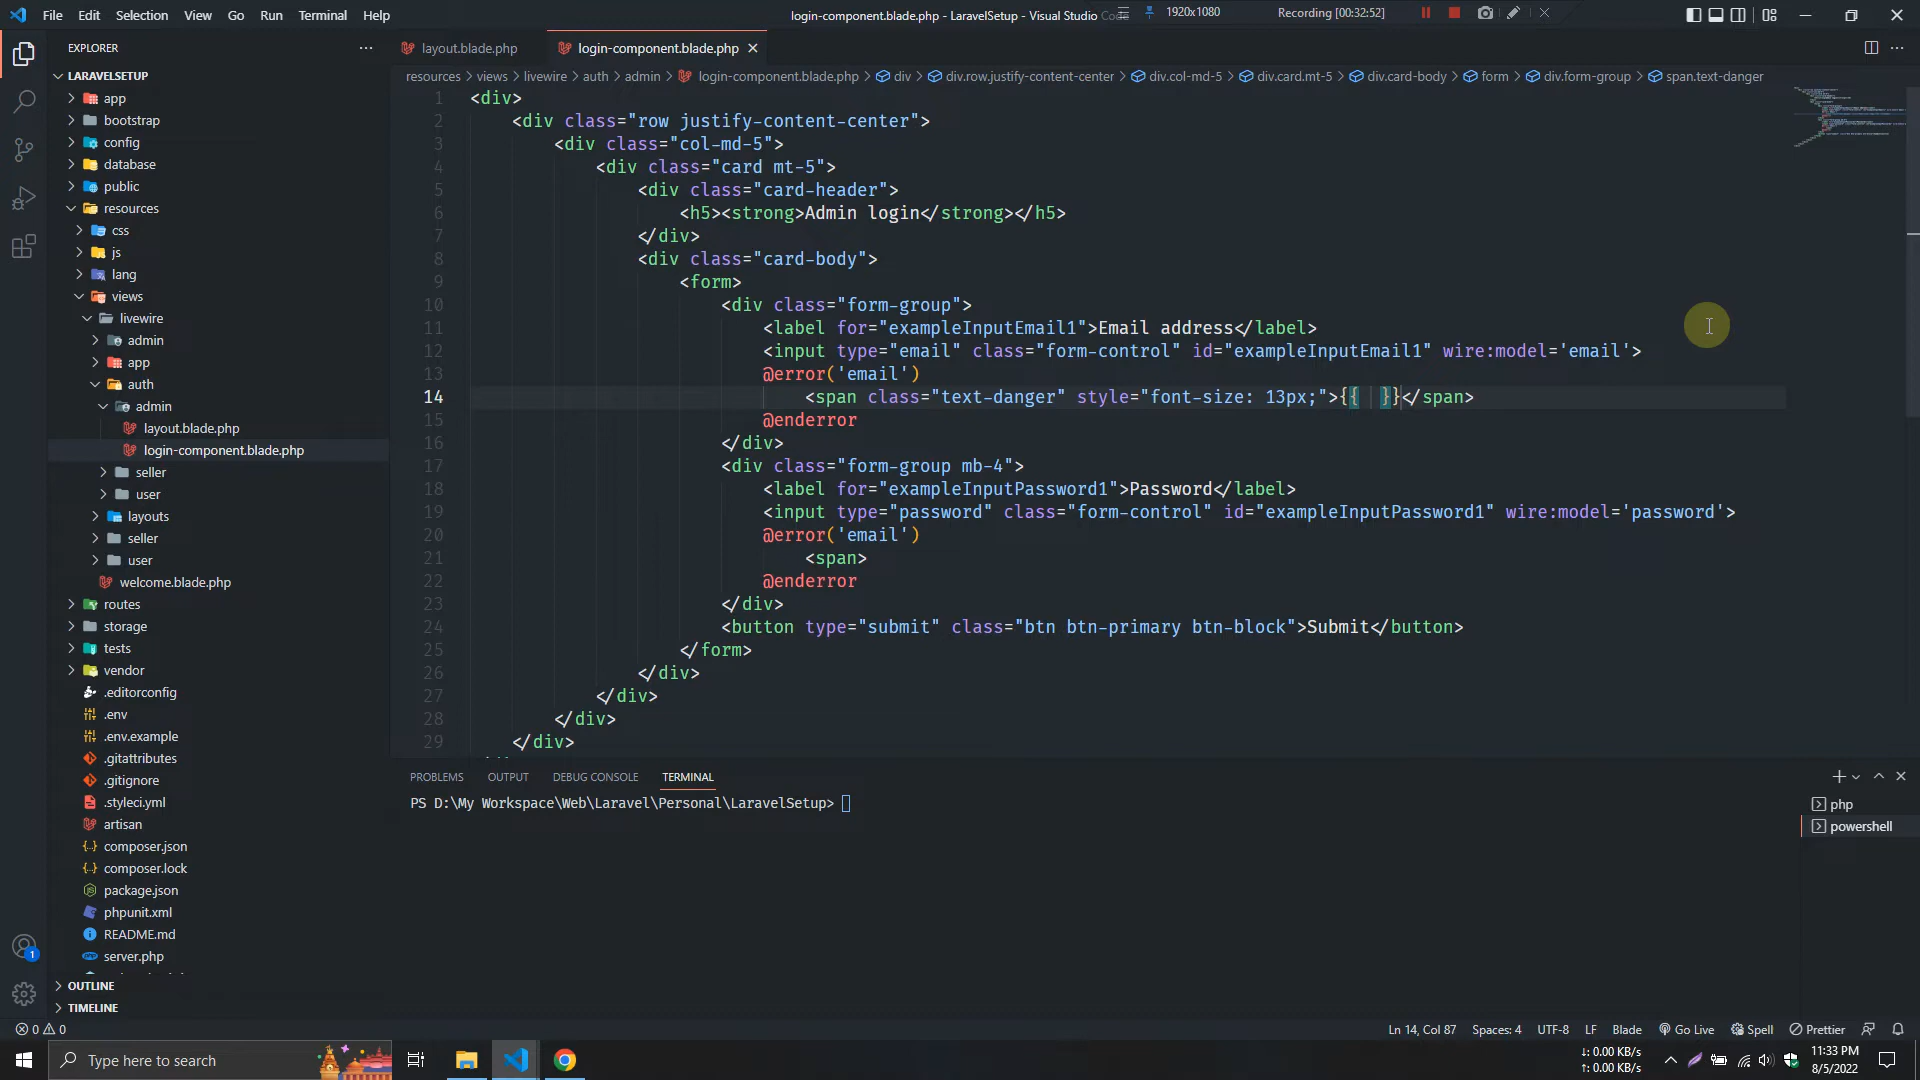 File Edit Selection View Go Run Terminal Help
login-component.blade.php - LaravelSetup - Visual Studio Code
1920x1080
Recording [00:32:52]
EXPLORER
layout.blade.php
login-component.blade.php
LARAVELSETUP
resources > views > livewire > auth > admin > login-component.blade.php > div > div.row.justify-content-center > div.col-md-5 > div.card.mt-5 > div.card-body > form > div.form-group > span.text-danger
app
bootstrap
config
database
public
resources
css
js
lang
views
livewire
admin
app
auth
admin
layout.blade.php
login-component.blade.php
seller
user
layouts
seller
user
welcome.blade.php
routes
storage
tests
vendor
.editorconfig
.env
.env.example
.gitattributes
.gitignore
.styleci.yml
artisan
composer.json
composer.lock
package.json
phpunit.xml
README.md
server.php
OUTLINE
TIMELINE
1 <div>
2 <div class="row justify-content-center">
3 <div class="col-md-5">
4 <div class="card mt-5">
5 <div class="card-header">
6 <h5><strong>Admin login</strong></h5>
7 </div>
8 <div class="card-body">
9 <form>
10 <div class="form-group">
11 <label for="exampleInputEmail1">Email address</label>
12 <input type="email" class="form-control" id="exampleInputEmail1" wire:model='email'>
13 @error('email')
14 <span class="text-danger" style="font-size: 13px;">{{  }}</span>
15 @enderror
16 </div>
17 <div class="form-group mb-4">
18 <label for="exampleInputPassword1">Password</label>
19 <input type="password" class="form-control" id="exampleInputPassword1" wire:model='password'>
20 @error('email')
21 <span>
22 @enderror
23 </div>
24 <button type="submit" class="btn btn-primary btn-block">Submit</button>
25 </form>
26 </div>
27 </div>
28 </div>
29 </div>
PROBLEMS OUTPUT DEBUG CONSOLE TERMINAL
PS D:\My Workspace\Web\Laravel\Personal\LaravelSetup>
php
powershell
1
0 0
Ln 14, Col 87 Spaces: 4 UTF-8 LF Blade Go Live Spell Prettier
Type here to search
↓: 0.00 KB/s
↑: 0.00 KB/s
11:33 PM
8/5/2022